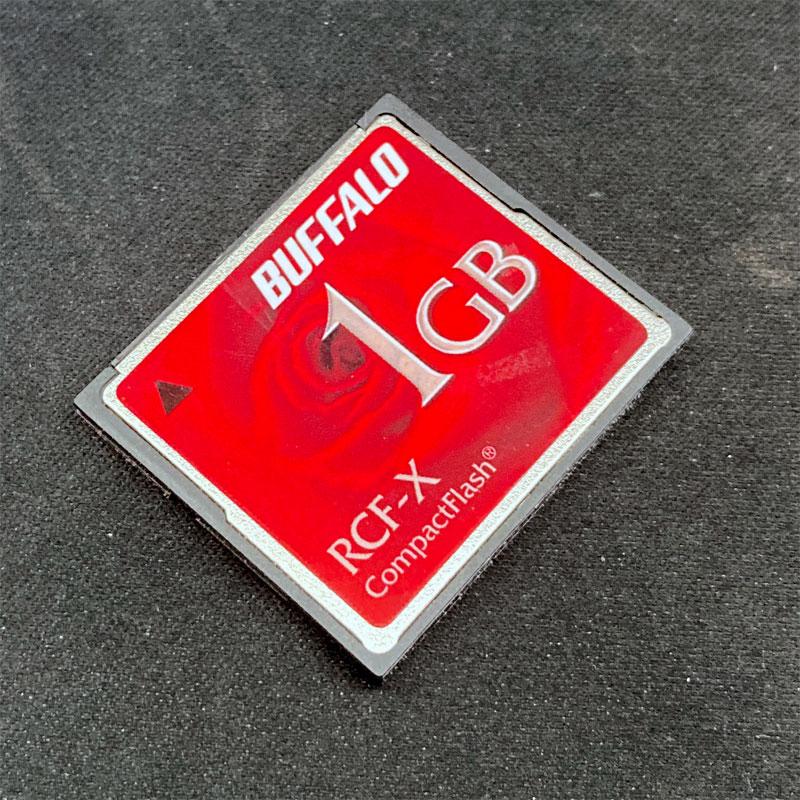 BUFFALO
1GB
RCF-X
CompactFlash®